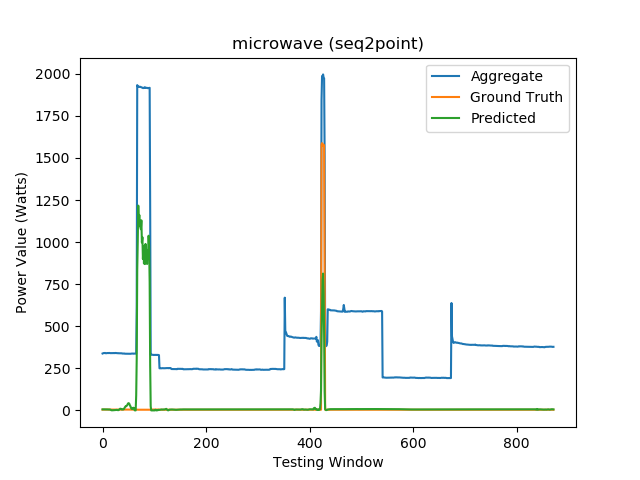 microwave (seq2point)
Aggregate
Ground Truth
Predicted
Power Value (Watts)
2000
1750
1500
1250
1000
750
500
250
0
0 200 400 600 800
Testing Window